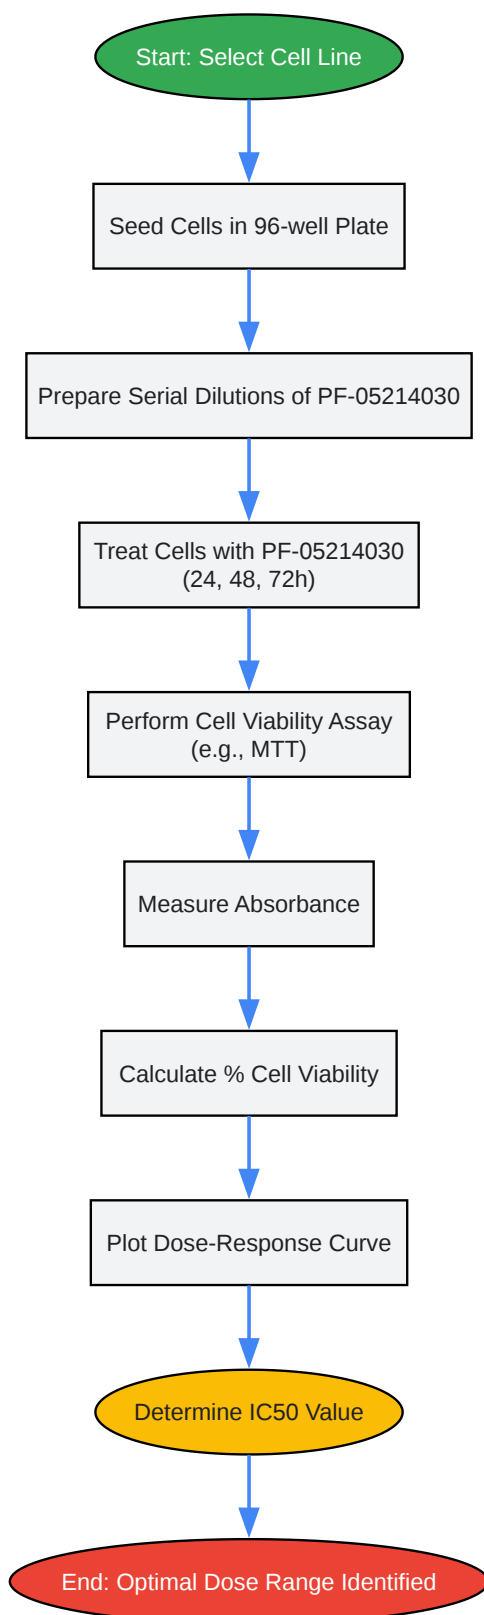 Start: Select Cell Line
Seed Cells in 96-well Plate
Prepare Serial Dilutions of PF-05214030
Treat Cells with PF-05214030
(24, 48, 72h)
Perform Cell Viability Assay
(e.g., MTT)
Measure Absorbance
Calculate % Cell Viability
Plot Dose-Response Curve
Determine IC50 Value
End: Optimal Dose Range Identified